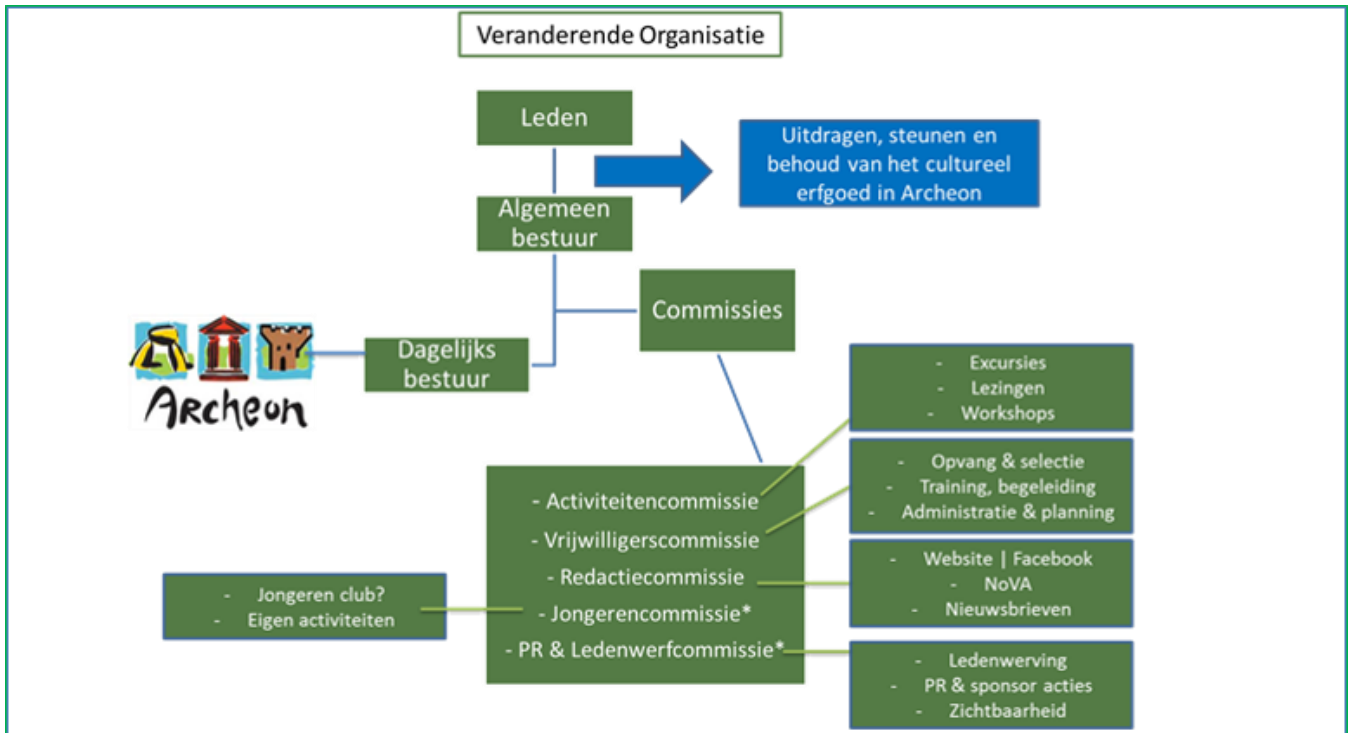 Veranderende Organisatie
Leden
Uitdragen, steunen en
behoud van het cultureel
erfgoed in Archeon
Algemeen
bestuur
Commissies
Dagelijks
bestuur
Archeon
- Excursies
- Lezingen
- Workshops
- Opvang & selectie
- Training, begeleiding
- Administratie & planning
- Activiteitencommissie
- Vrijwilligerscommissie
- Redactiecommissie
- Jongerencommissie*
- PR & Ledenwerfcommissie*
- Website | Facebook
- NoVA
- Nieuwsbrieven
- Jongeren club?
- Eigen activiteiten
- Ledenwerving
- PR & sponsor acties
- Zichtbaarheid